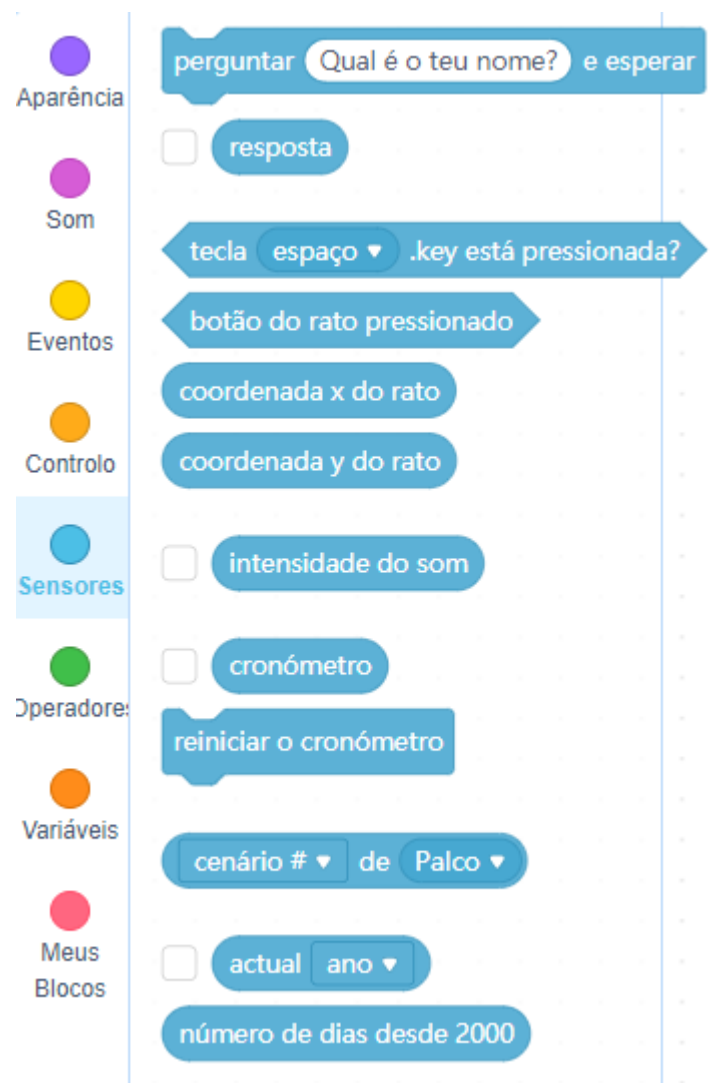 Aparência
Som
Eventos
Controlo
Sensores
Operadores
Variáveis
Meus
Blocos
perguntar Qual é o teu nome? e esperar
resposta
tecla espaço ▼ .key está pressionada?
botão do rato pressionado
coordenada x do rato
coordenada y do rato
intensidade do som
cronómetro
reiniciar o cronómetro
cenário # ▼ de Palco ▼
actual ano ▼
número de dias desde 2000